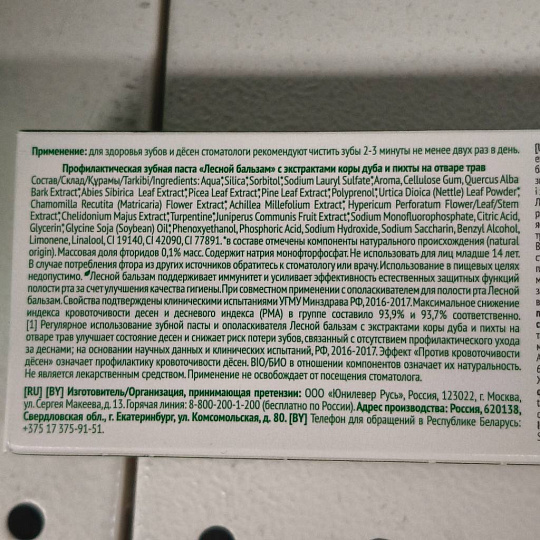 Применение: для здоровья зубов и дёсен стоматологи рекомендуют чистить зубы 2-3 минуты не менее двух раз в день.
Профилактическая зубная паста «Лесной бальзам» с экстрактами коры дуба и пихты на отваре трав
Состав/Склад/Құрамы/Tarkibi/Ingredients: Aqua*, Silica*, Sorbitol*, Sodium Lauryl Sulfate*, Aroma, Cellulose Gum, Quercus Alba
Bark Extract*, Abies Sibirica Leaf Extract*, Picea Leaf Extract*, Pine Leaf Extract*, Polyprenol*, Urtica Dioica (Nettle) Leaf Powder*,
Chamomilla Recutita (Matricaria) Flower Extract*, Achillea Millefolium Extract*, Hypericum Perforatum Flower/Leaf/Stem
Extract*, Chelidonium Majus Extract*, Turpentine*, Juniperus Communis Fruit Extract*, Sodium Monofluorophosphate, Citric Acid,
Glycerin*, Glycine Soja (Soybean) Oil*, Phenoxyethanol, Phosphoric Acid, Sodium Hydroxide, Sodium Saccharin, Benzyl Alcohol,
Limonene, Linalool, CI 19140, CI 42090, CI 77891. *в составе отмечены компоненты натурального происхождения (natural
origin). Массовая доля фторидов 0,1% масс. Содержит натрия монофторфосфат. Не использовать для лиц младше 14 лет.
В случае потребления фтора из других источников обратитесь к стоматологу или врачу. Использование в пищевых целях
недопустимо. Лесной бальзам поддерживает иммунитет и усиливает эффективность естественных защитных функций
полости рта за счет улучшения качества гигиены. При совместном применении с ополаскивателем для полости рта Лесной
бальзам. Свойства подтверждены клиническими испытаниями УГМУ Минздрава РФ, 2016-2017. Максимальное снижение
индекса кровоточивости десен и десневого индекса (PMA) в группе составило 93,9% и 93,7% соответственно.
[1] Регулярное использование зубной пасты и ополаскивателя Лесной бальзам с экстрактами коры дуба и пихты на
отваре трав улучшает состояние десен и снижает риск потери зубов, связанный с отсутствием профилактического ухода
за деснами; на основании научных данных и клинических испытаний, РФ, 2016-2017. Эффект «Против кровоточивости
дёсен» означает профилактику кровоточивости дёсен. BIO/БИО в отношении компонентов означает их натуральность.
Не является лекарственным средством. Применение не освобождает от посещения стоматолога.
[RU] [BY] Изготовитель/Организация, принимающая претензии: ООО «Юнилевер Русь», Россия, 123022, г. Москва,
ул. Сергея Макеева, д.13. Горячая линия: 8-800-200-1-200 (бесплатно по России). Адрес производства: Россия, 620138,
Свердловская обл., г. Екатеринбург, ул. Комсомольская, д. 80. [BY] Телефон для обращений в Республике Беларусь:
+375 17 375-91-51.